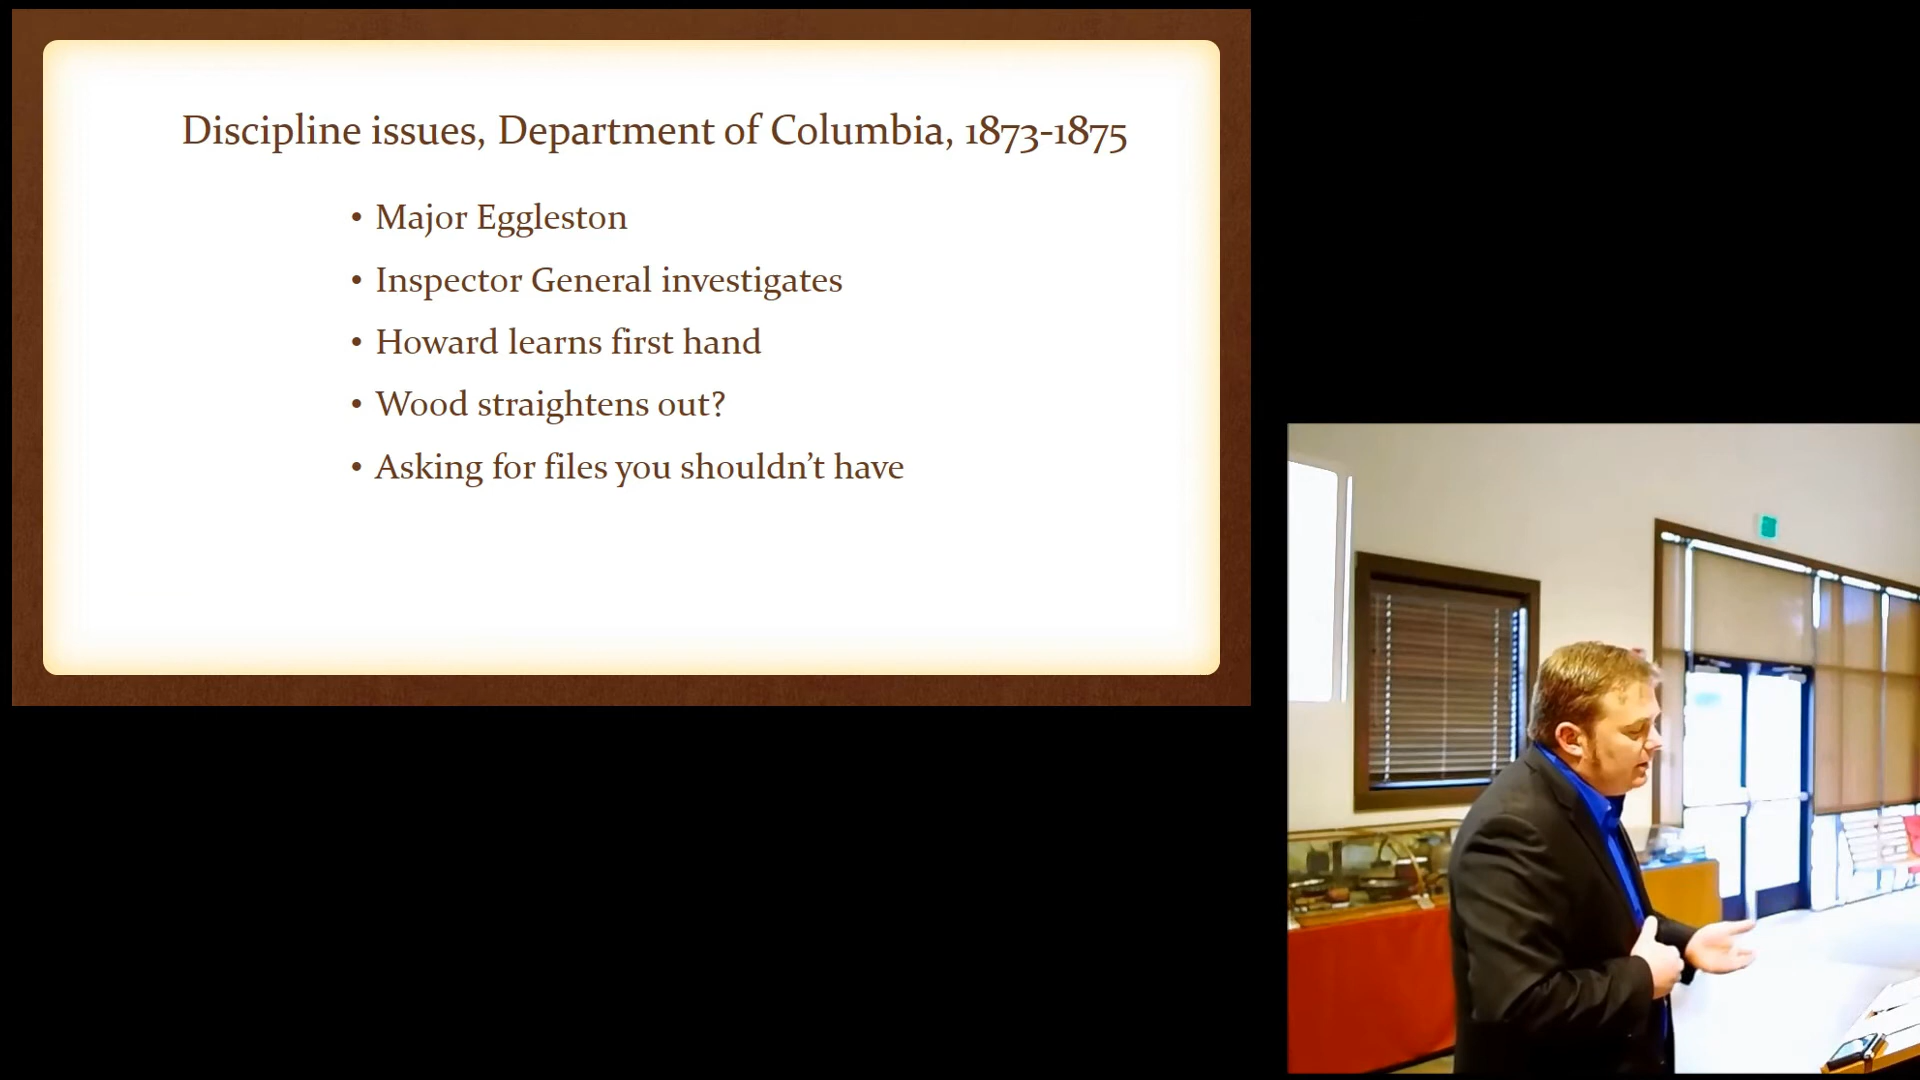 Discipline issues, Department of Columbia, 1873-1875
• Major Eggleston
• Inspector General investigates
• Howard learns first hand
• Wood straightens out?
• Asking for files you shouldn’t have